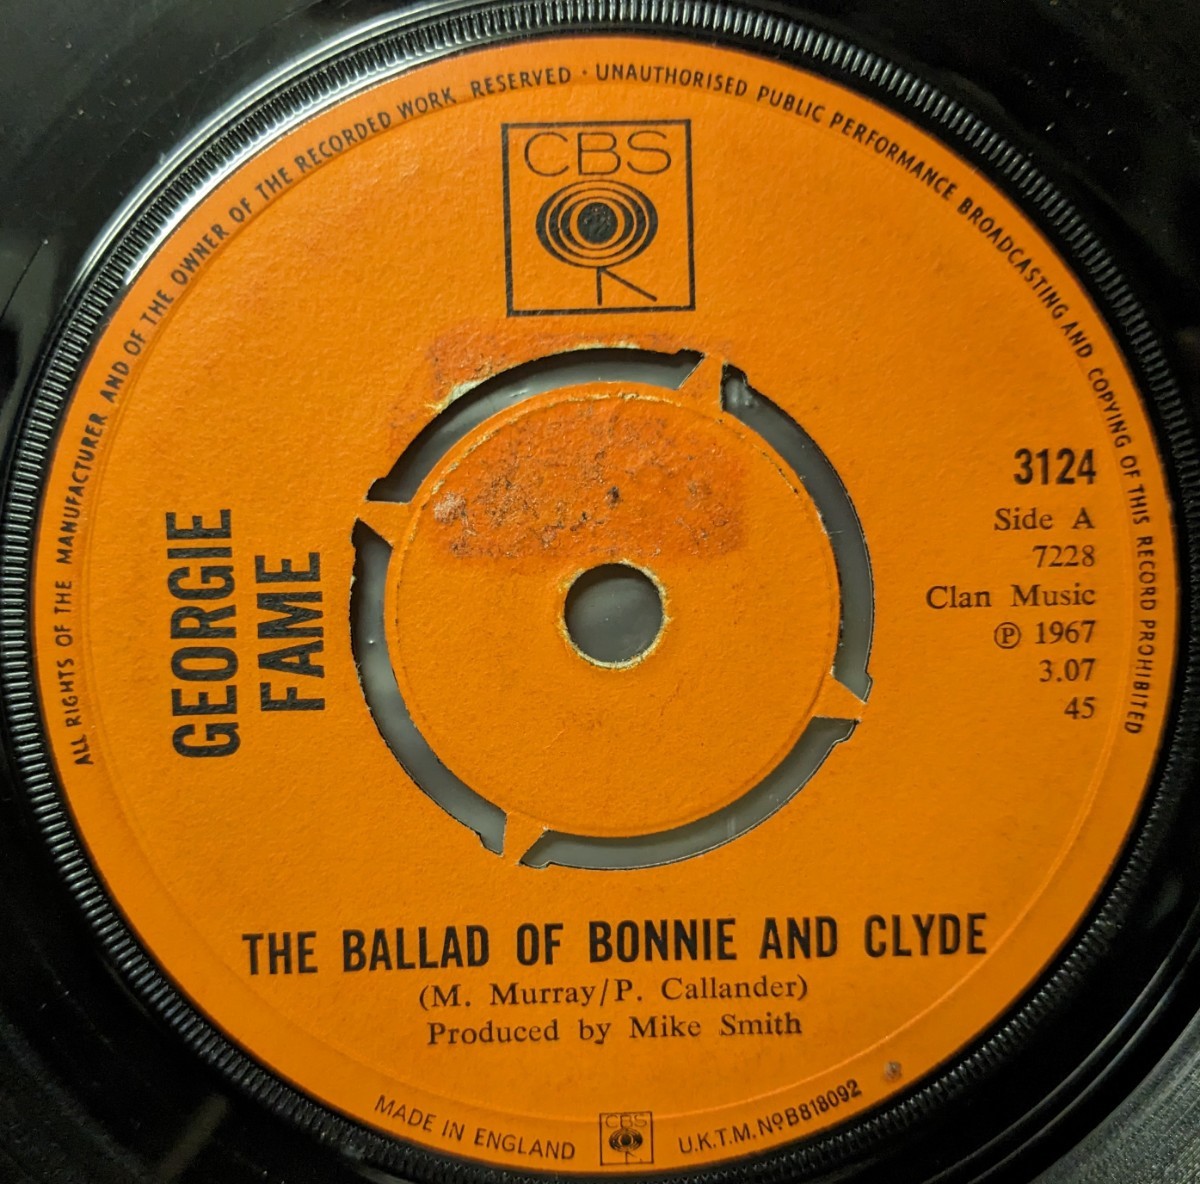 ALL RIGHTS OF THE MANUFACTURER AND OF THE OWNER OF THE RECORDED WORK RESERVED · UNAUTHORISED PUBLIC PERFORMANCE BROADCASTING AND COPYING OF THIS RECORD PROHIBITED
CBS
GEORGIE
FAME
3124
Side A
7228
Clan Music
℗ 1967
3.07
45
THE BALLAD OF BONNIE AND CLYDE
(M. Murray/P. Callander)
Produced by Mike Smith
MADE IN ENGLAND
CBS
U.K.T.M. Nº B818092